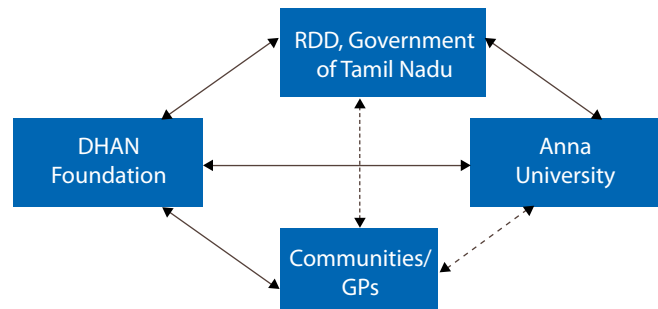 RDD, Government
of Tamil Nadu
DHAN
Foundation
Anna
University
Communities/
GPs